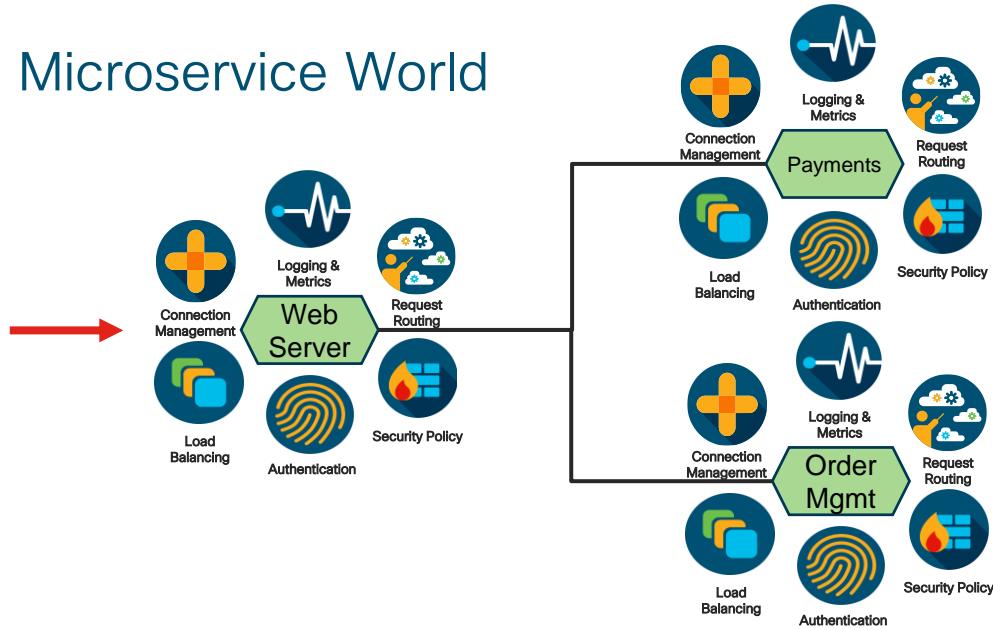 Microservice World
Logging &
Metrics
Connection
Management
Request
Routing
Web
Server
Load
Balancing
Authentication
Security Policy
Logging &
Metrics
Connection
Management
Request
Routing
Payments
Load
Balancing
Authentication
Security Policy
Logging &
Metrics
Connection
Management
Request
Routing
Order
Mgmt
Load
Balancing
Authentication
Security Policy